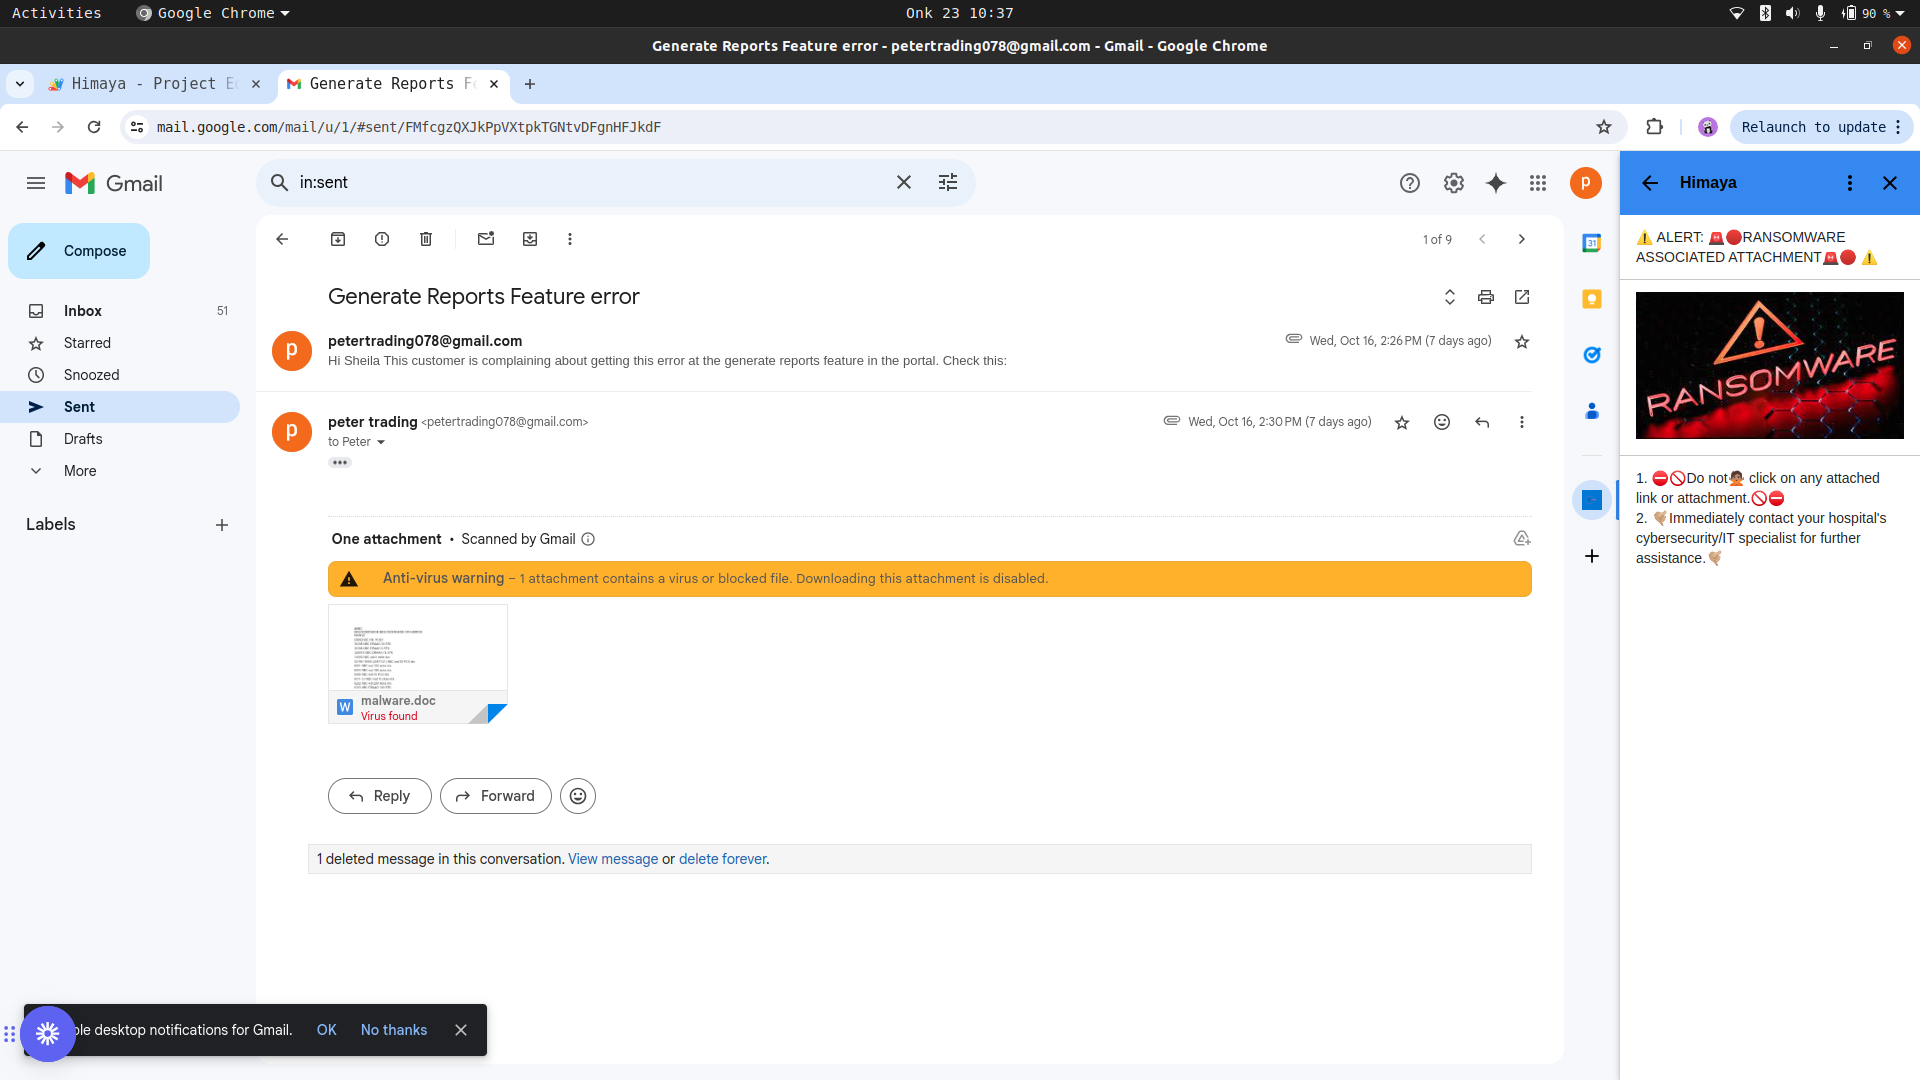 Activities
Google Chrome
Onk 23 10:37
90 %
Generate Reports Feature error - petertrading078@gmail.com - Gmail - Google Chrome
Himaya - Project E
Generate Reports F
mail.google.com/mail/u/1/#sent/FMfcgzQXJkPpVXtpkTGNtvDFgnHFJkdF
Relaunch to update
Gmail
in:sent
p
Compose
Inbox 51
Starred
Snoozed
Sent
Drafts
More
Labels
1 of 9
Generate Reports Feature error
p
petertrading078@gmail.com
Wed, Oct 16, 2:26 PM (7 days ago)
Hi Sheila This customer is complaining about getting this error at the generate reports feature in the portal. Check this:
p
peter trading <petertrading078@gmail.com>
Wed, Oct 16, 2:30 PM (7 days ago)
to Peter
One attachment • Scanned by Gmail
Anti-virus warning – 1 attachment contains a virus or blocked file. Downloading this attachment is disabled.
W
malware.doc
Virus found
Reply
Forward
1 deleted message in this conversation. View message or delete forever.
ble desktop notifications for Gmail. OK No thanks
31
Himaya
⚠️ ALERT: 🚨🔴RANSOMWARE
ASSOCIATED ATTACHMENT🚨🔴 ⚠️
RANSOMWARE
1. ⛔🚫Do not🙅🏽 click on any attached
link or attachment.🚫⛔
2. Immediately contact your hospital's
cybersecurity/IT specialist for further
assistance.